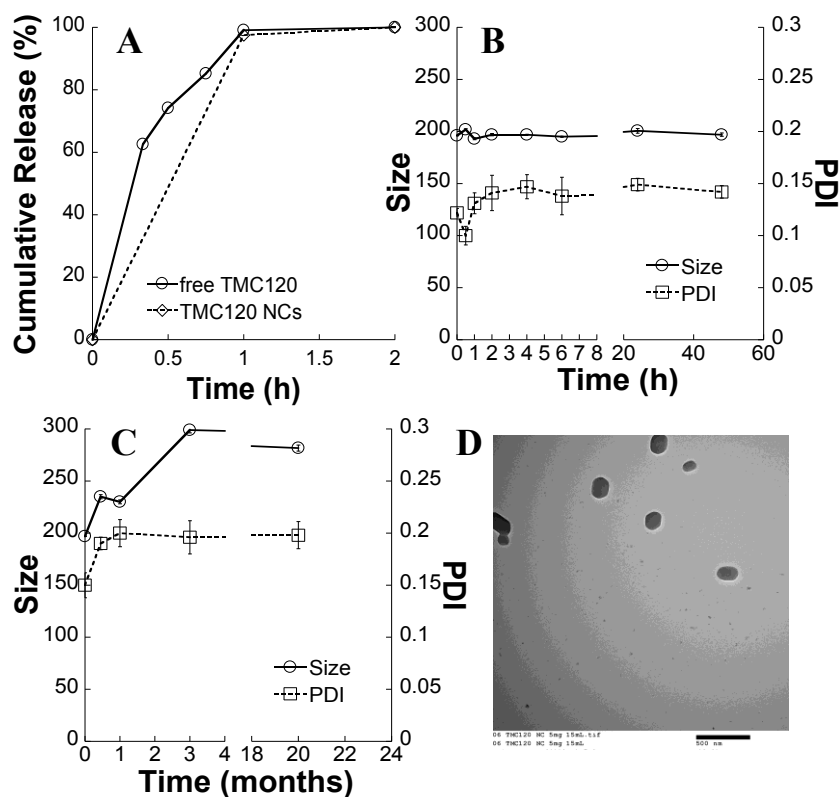 A
Cumulative Release (%)
100
80
60
40
20
0
free TMC120
TMC120 NCs
0 0.5 1 1.5 2
Time (h)
B
Size
300
250
200
150
100
50
0
PDI
0.3
0.25
0.2
0.15
0.1
0.05
0
Size
PDI
0 1 2 3 4 5 6 7 8 20 40 60
Time (h)
C
Size
300
250
200
150
100
50
0
PDI
0.3
0.25
0.2
0.15
0.1
0.05
0
Size
PDI
0 1 2 3 4 18 20 22 24
Time (months)
D
06 TMC120 NC 5mg 15mL.tif
06 TMC120 NC 5mg 15mL
500 nm